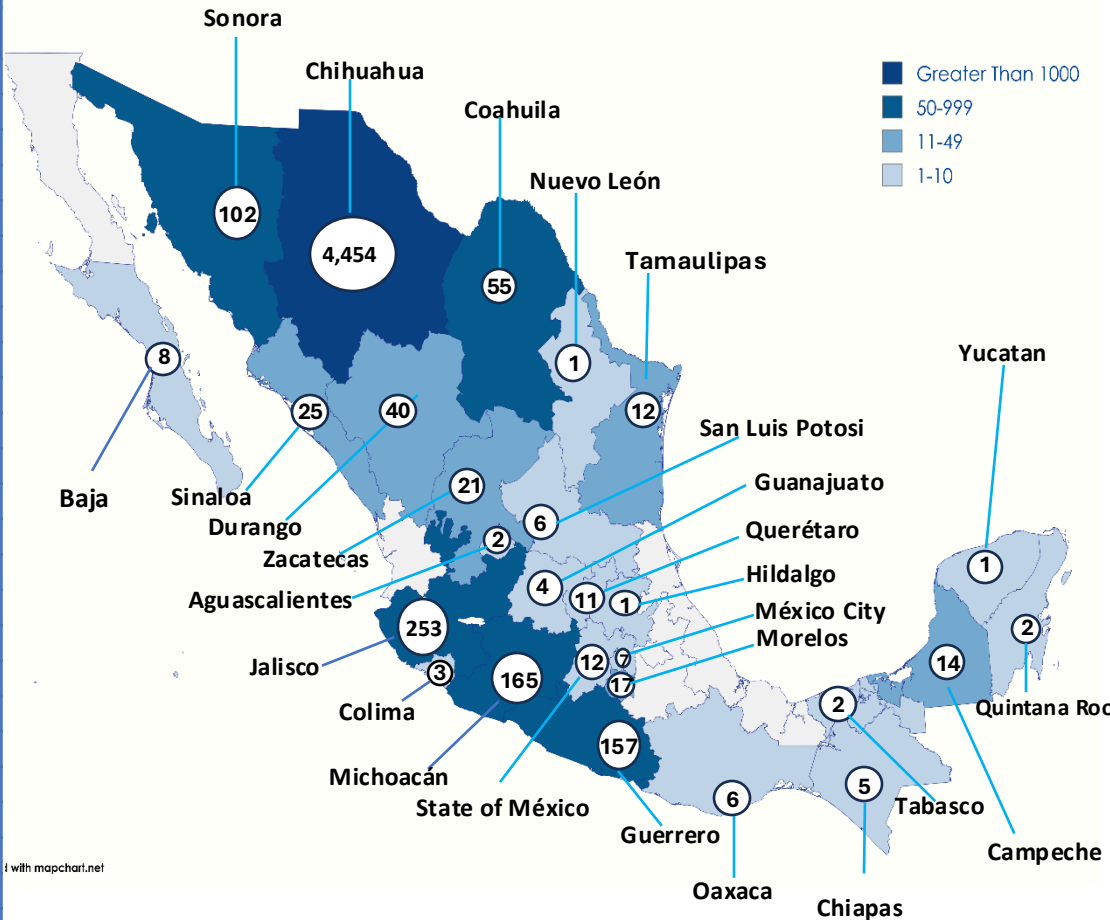 Sonora
Chihuahua
Coahuila
Nuevo León
Tamaulipas
Yucatan
San Luis Potosi
Guanajuato
Querétaro
Hildalgo
México City
Morelos
Baja
Sinaloa
Durango
Zacatecas
Aguascalientes
Jalisco
Colima
Michoacán
State of México
Guerrero
Oaxaca
Chiapas
Tabasco
Campeche
Quintana Roo
Greater Than 1000
50-999
11-49
1-10
102
4,454
55
1
8
25
40
12
21
6
2
4
11
1
1
253
12
7
2
3
165
17
14
2
157
6
5
d with mapchart.net